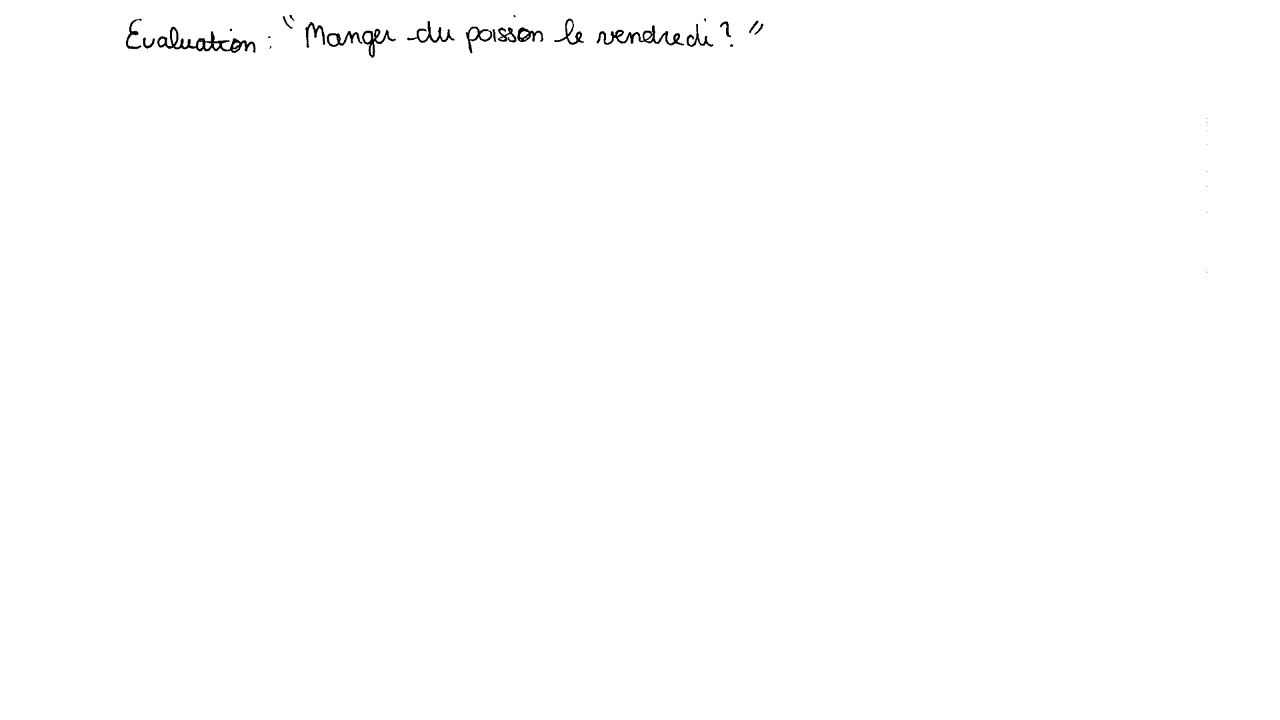 Evaluation : "Manger du poisson le vendredi ? "